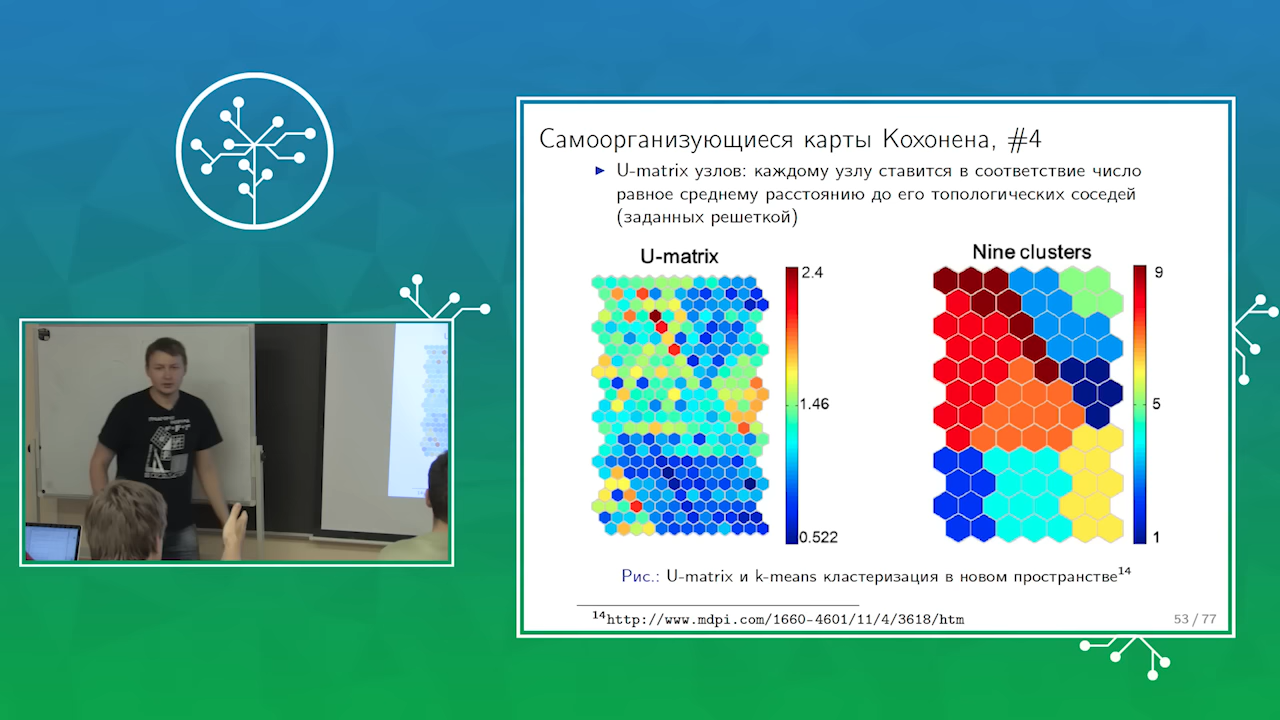 Самоорганизующиеся карты Кохонена, #4
U-matrix узлов: каждому узлу ставится в соответствие число
равное среднему расстоянию до его топологических соседей
(заданных решеткой)
U-matrix
2.4
1.46
0.522
Nine clusters
9
5
1
Рис.: U-matrix и k-means кластеризация в новом пространстве14
14http://www.mdpi.com/1660-4601/11/4/3618/htm
53 / 77